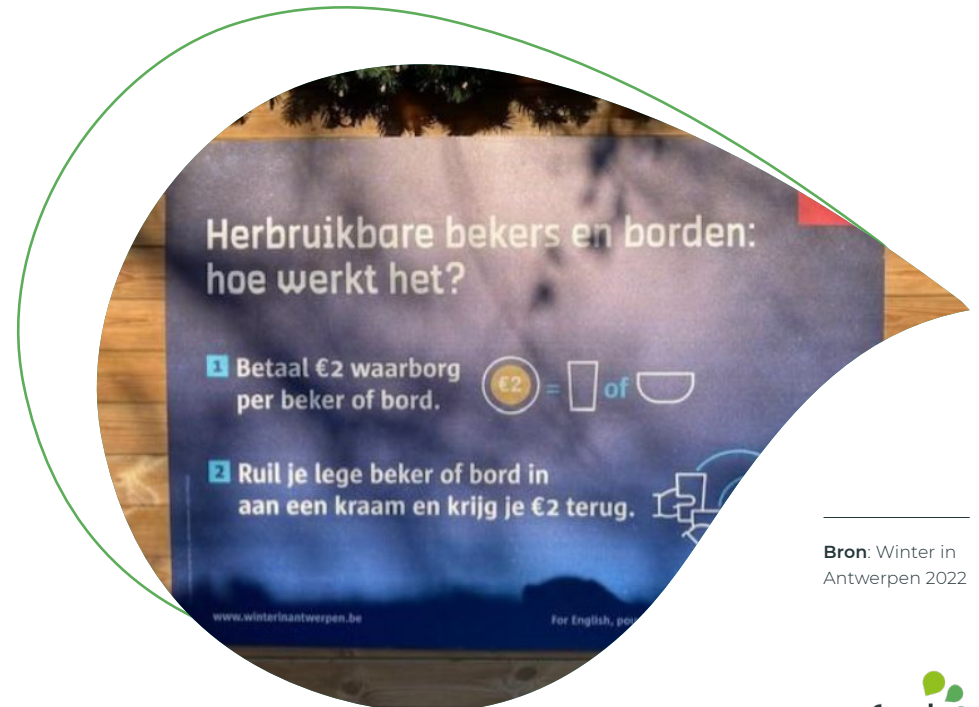 Herbruikbare bekers en borden:
hoe werkt het?
1 Betaal €2 waarborg
per beker of bord.
€2 = of
2 Ruil je lege beker of bord in
aan een kraam en krijg je €2 terug.
www.winterinantwerpen.be
For English,
Bron: Winter in
Antwerpen 2022